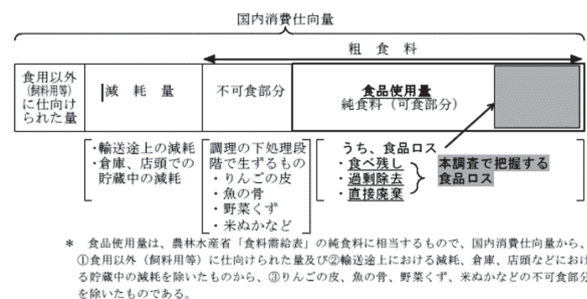 国内消費仕向量
粗 食 料
食用以外
(飼料用等)
に仕向け
られた量
減 耗 量
不可食部分
食品使用量
純食料（可食部分）
・輸送途上の減耗
・倉庫、店頭での
貯蔵中の減耗
調理の下処理段
階で生ずるもの
・りんごの皮
・魚の骨
・野菜くず
・米ぬかなど
うち、食品ロス
・食べ残し
・過剰除去
・直接廃棄
本調査で把握する
食品ロス
＊ 食品使用量は、農林水産省「食料需給表」の純食料に相当するもので、国内消費仕向量から、
①食用以外（飼料用等）に仕向けられた量及び②輸送途上における減耗、倉庫、店頭などにおけ
る貯蔵中の減耗を除いたものから、③りんごの皮、魚の骨、野菜くず、米ぬかなどの不可食部分
を除いたものである。